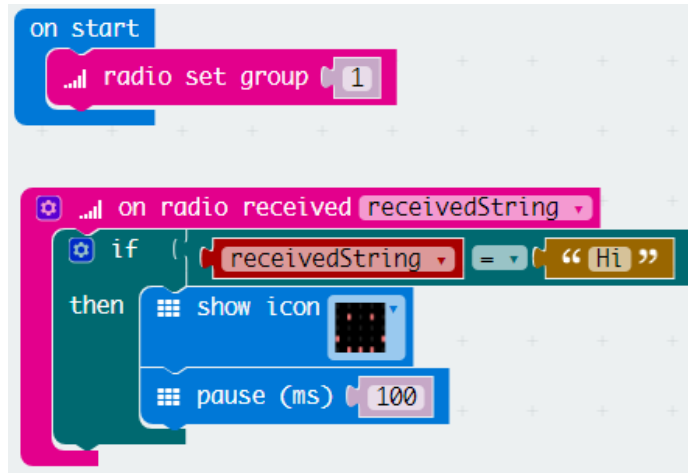 on start
radio set group 1
on radio received receivedString
if receivedString = “ Hi ”
then show icon
pause (ms) 100